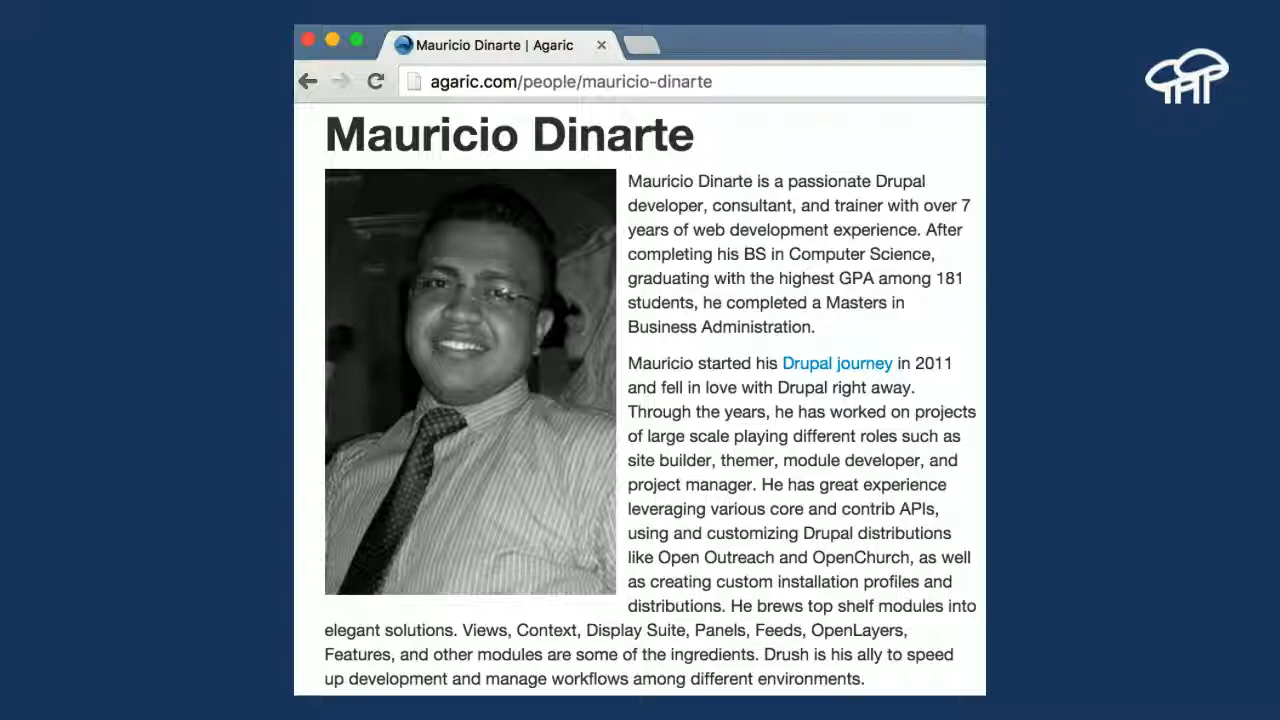 Mauricio Dinarte | Agaric
agaric.com/people/mauricio-dinarte
Mauricio Dinarte
Mauricio Dinarte is a passionate Drupal
developer, consultant, and trainer with over 7
years of web development experience. After
completing his BS in Computer Science,
graduating with the highest GPA among 181
students, he completed a Masters in
Business Administration.
Mauricio started his Drupal journey in 2011
and fell in love with Drupal right away.
Through the years, he has worked on projects
of large scale playing different roles such as
site builder, themer, module developer, and
project manager. He has great experience
leveraging various core and contrib APIs,
using and customizing Drupal distributions
like Open Outreach and OpenChurch, as well
as creating custom installation profiles and
distributions. He brews top shelf modules into
elegant solutions. Views, Context, Display Suite, Panels, Feeds, OpenLayers,
Features, and other modules are some of the ingredients. Drush is his ally to speed
up development and manage workflows among different environments.